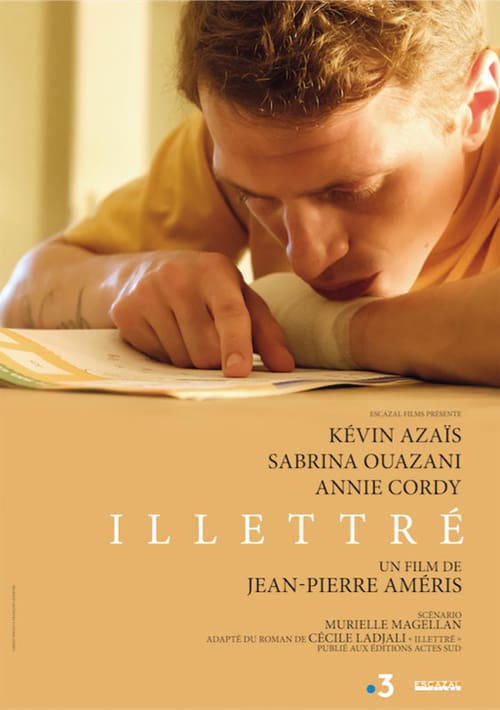 ESCAZAL FILMS PRÉSENTE
KÉVIN AZAÏS
SABRINA OUAZANI
ANNIE CORDY
ILLETTRÉ
UN FILM DE
JEAN-PIERRE AMÉRIS
SCÉNARIO
MURIELLE MAGELLAN
ADAPTÉ DU ROMAN DE CÉCILE LADJALI « ILLETTRÉ »
PUBLIÉ AUX ÉDITIONS ACTES SUD
3 ESCAZAL